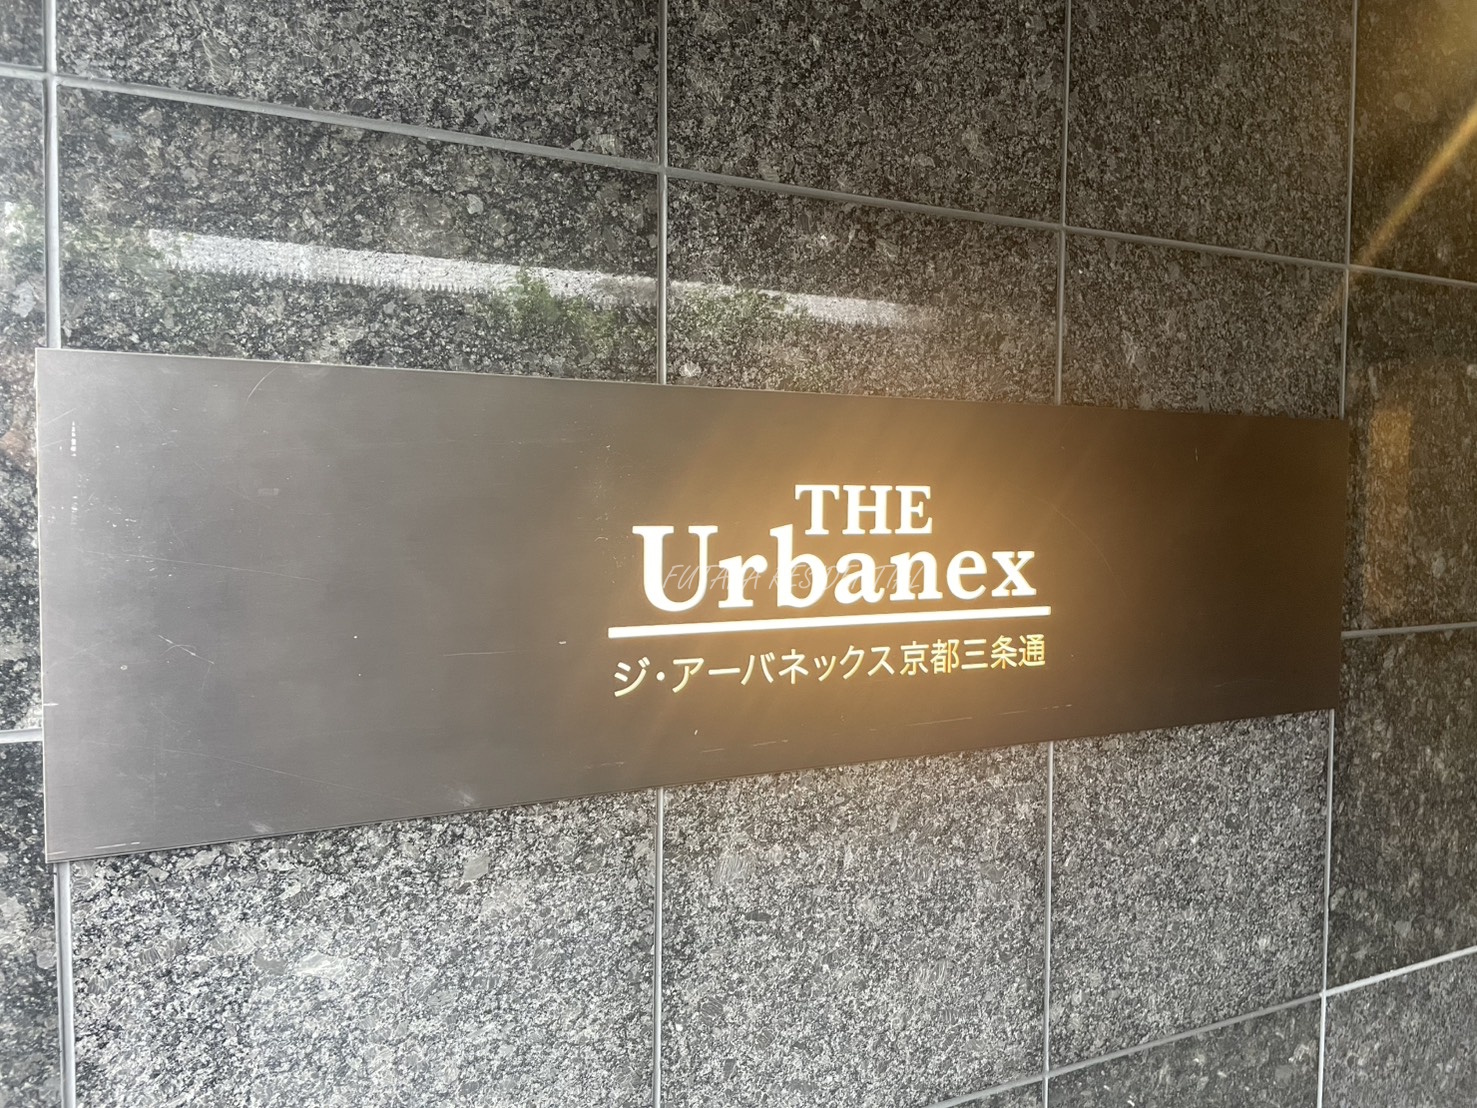 THE
Urbanex
ジ・アーバネックス京都三条通